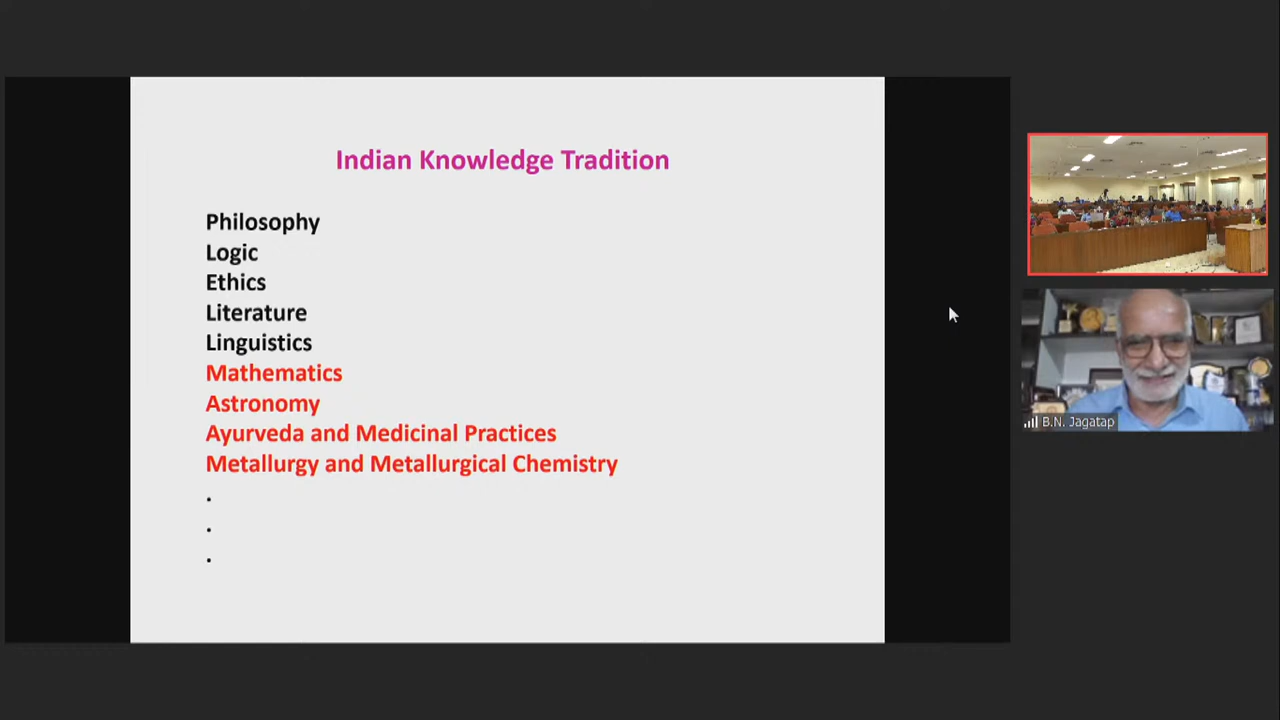 Indian Knowledge Tradition
Philosophy
Logic
Ethics
Literature
Linguistics
Mathematics
Astronomy
Ayurveda and Medicinal Practices
Metallurgy and Metallurgical Chemistry
.
.
.
B.N. Jagatap